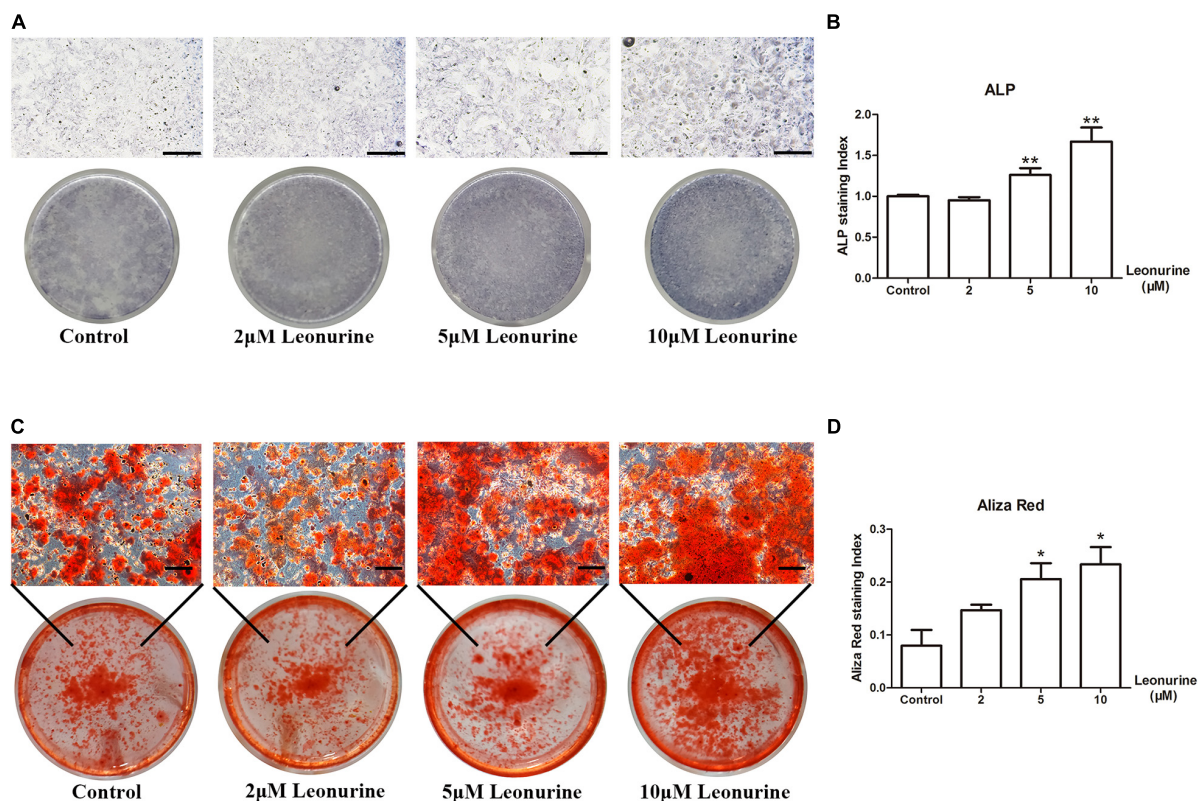 A
B
ALP
ALP staining Index
2.0
1.5
1.0
0.5
0.0
Control 2 5 10
** **
Leonurine
(μM)
Control
2μM Leonurine
5μM Leonurine
10μM Leonurine
C
D
Aliza Red
Aliza Red staining Index
0.3
0.2
0.1
0.0
Control 2 5 10
* *
Leonurine
(μM)
Control
2μM Leonurine
5μM Leonurine
10μM Leonurine